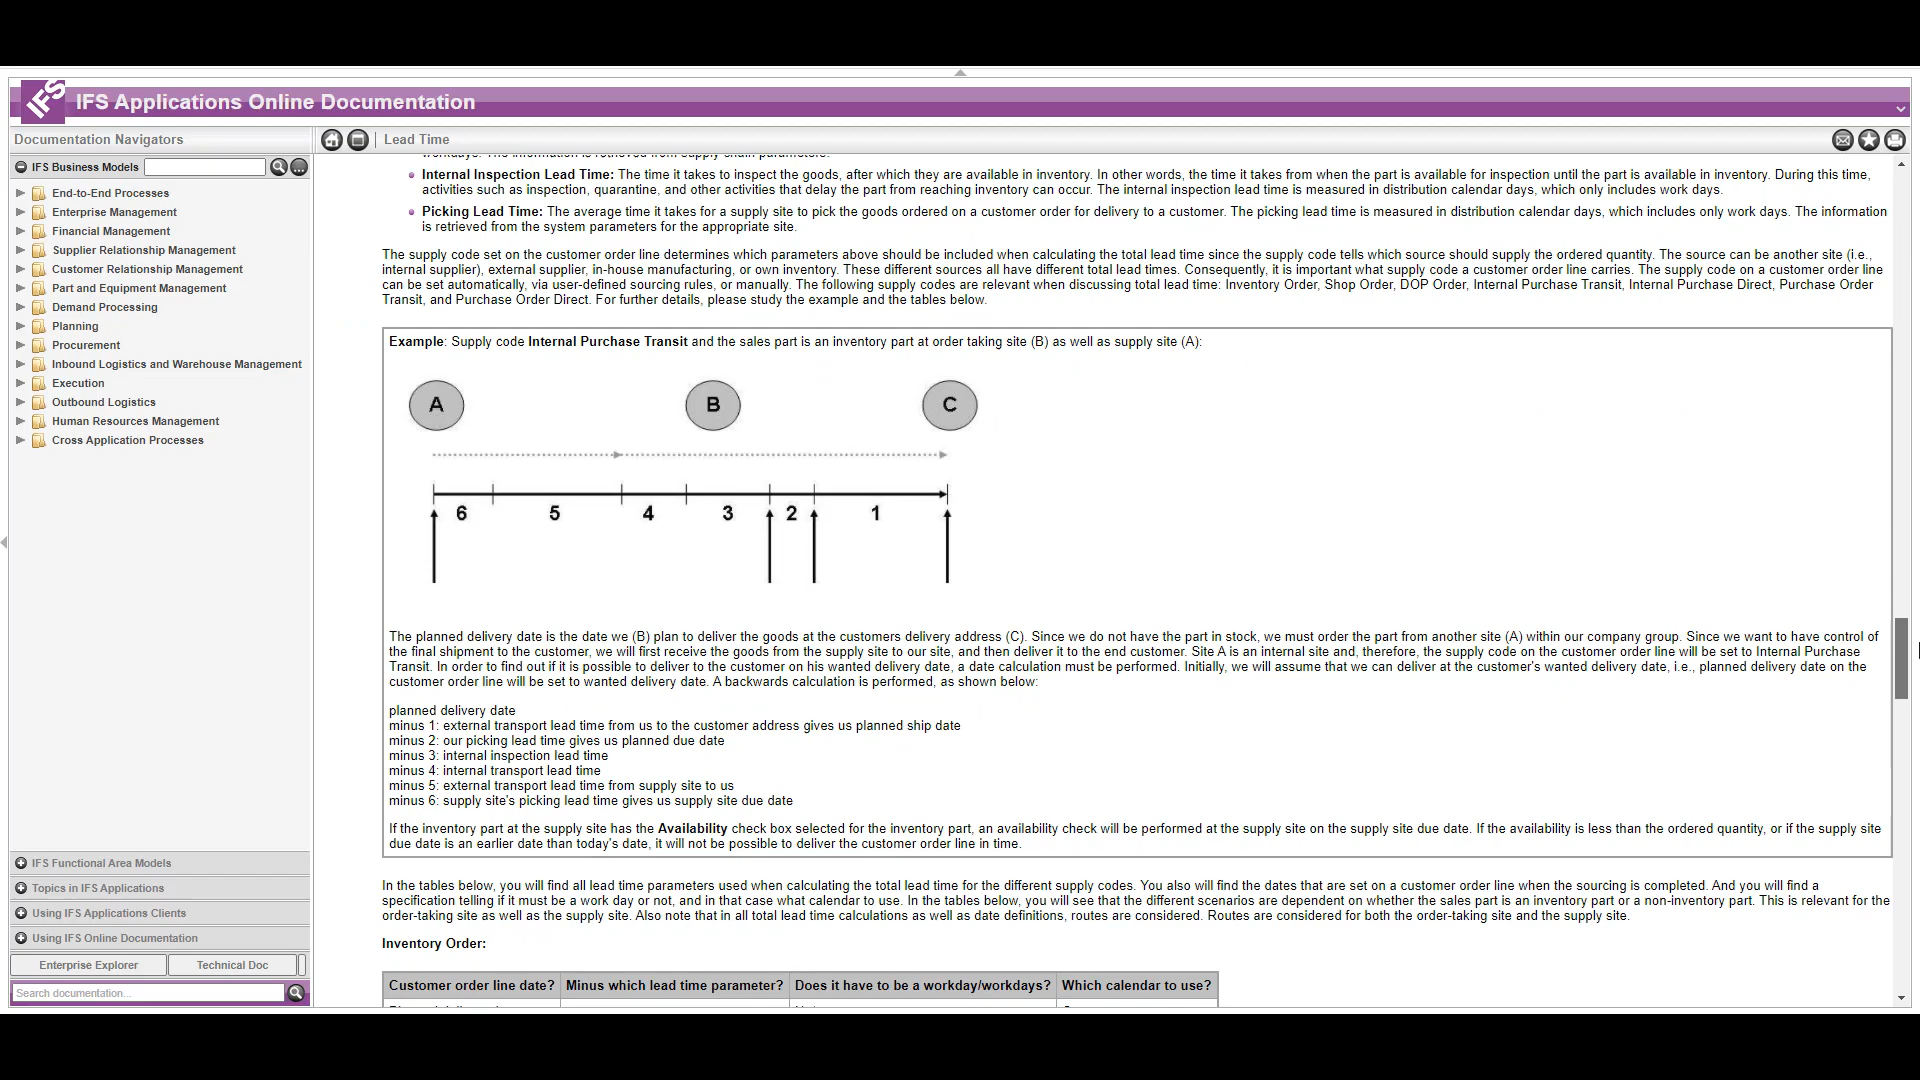 IFS
IFS Applications Online Documentation
Documentation Navigators
Lead Time
IFS Business Models
End-to-End Processes
Enterprise Management
Financial Management
Supplier Relationship Management
Customer Relationship Management
Part and Equipment Management
Demand Processing
Planning
Procurement
Inbound Logistics and Warehouse Management
Execution
Outbound Logistics
Human Resources Management
Cross Application Processes
IFS Functional Area Models
Topics in IFS Applications
Using IFS Applications Clients
Using IFS Online Documentation
Enterprise Explorer
Technical Doc
Search documentation...
workdays. The information is retrieved from supply chain parameters.
Internal Inspection Lead Time: The time it takes to inspect the goods, after which they are available in inventory. In other words, the time it takes from when the part is available for inspection until the part is available in inventory. During this time,
activities such as inspection, quarantine, and other activities that delay the part from reaching inventory can occur. The internal inspection lead time is measured in distribution calendar days, which only includes work days.
Picking Lead Time: The average time it takes for a supply site to pick the goods ordered on a customer order for delivery to a customer. The picking lead time is measured in distribution calendar days, which includes only work days. The information
is retrieved from the system parameters for the appropriate site.
The supply code set on the customer order line determines which parameters above should be included when calculating the total lead time since the supply code tells which source should supply the ordered quantity. The source can be another site (i.e.,
internal supplier), external supplier, in-house manufacturing, or own inventory. These different sources all have different total lead times. Consequently, it is important what supply code a customer order line carries. The supply code on a customer order line
can be set automatically, via user-defined sourcing rules, or manually. The following supply codes are relevant when discussing total lead time: Inventory Order, Shop Order, DOP Order, Internal Purchase Transit, Internal Purchase Direct, Purchase Order
Transit, and Purchase Order Direct. For further details, please study the example and the tables below.
Example: Supply code Internal Purchase Transit and the sales part is an inventory part at order taking site (B) as well as supply site (A):
A B C
6 5 4 3 2 1
The planned delivery date is the date we (B) plan to deliver the goods at the customers delivery address (C). Since we do not have the part in stock, we must order the part from another site (A) within our company group. Since we want to have control of
the final shipment to the customer, we will first receive the goods from the supply site to our site, and then deliver it to the end customer. Site A is an internal site and, therefore, the supply code on the customer order line will be set to Internal Purchase
Transit. In order to find out if it is possible to deliver to the customer on his wanted delivery date, a date calculation must be performed. Initially, we will assume that we can deliver at the customer's wanted delivery date, i.e., planned delivery date on the
customer order line will be set to wanted delivery date. A backwards calculation is performed, as shown below:
planned delivery date
minus 1: external transport lead time from us to the customer address gives us planned ship date
minus 2: our picking lead time gives us planned due date
minus 3: internal inspection lead time
minus 4: internal transport lead time
minus 5: external transport lead time from supply site to us
minus 6: supply site's picking lead time gives us supply site due date
If the inventory part at the supply site has the Availability check box selected for the inventory part, an availability check will be performed at the supply site on the supply site due date. If the availability is less than the ordered quantity, or if the supply site
due date is an earlier date than today's date, it will not be possible to deliver the customer order line in time.
In the tables below, you will find all lead time parameters used when calculating the total lead time for the different supply codes. You also will find the dates that are set on a customer order line when the sourcing is completed. And you will find a
specification telling if it must be a work day or not, and in that case what calendar to use. In the tables below, you will see that the different scenarios are dependent on whether the sales part is an inventory part or a non-inventory part. This is relevant for the
order-taking site as well as the supply site. Also note that in all total lead time calculations as well as date definitions, routes are considered. Routes are considered for both the order-taking site and the supply site.
Inventory Order:
Customer order line date? Minus which lead time parameter? Does it have to be a workday/workdays? Which calendar to use?